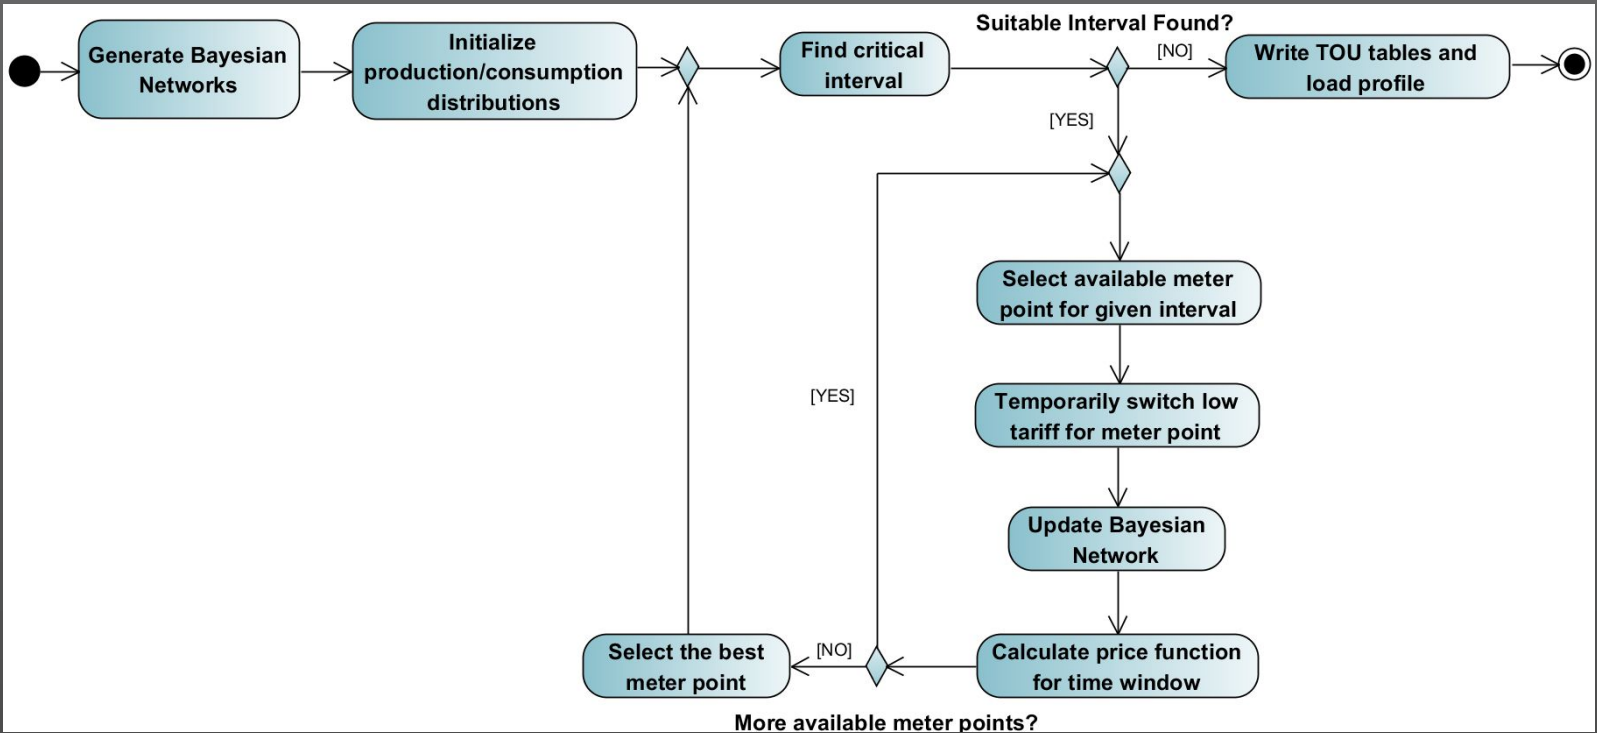 Generate Bayesian
Networks
Initialize
production/consumption
distributions
Find critical
interval
Suitable Interval Found?
[NO]
Write TOU tables and
load profile
[YES]
Select available meter
point for given interval
Temporarily switch low
tariff for meter point
Update Bayesian
Network
Calculate price function
for time window
[YES]
[NO]
Select the best
meter point
More available meter points?